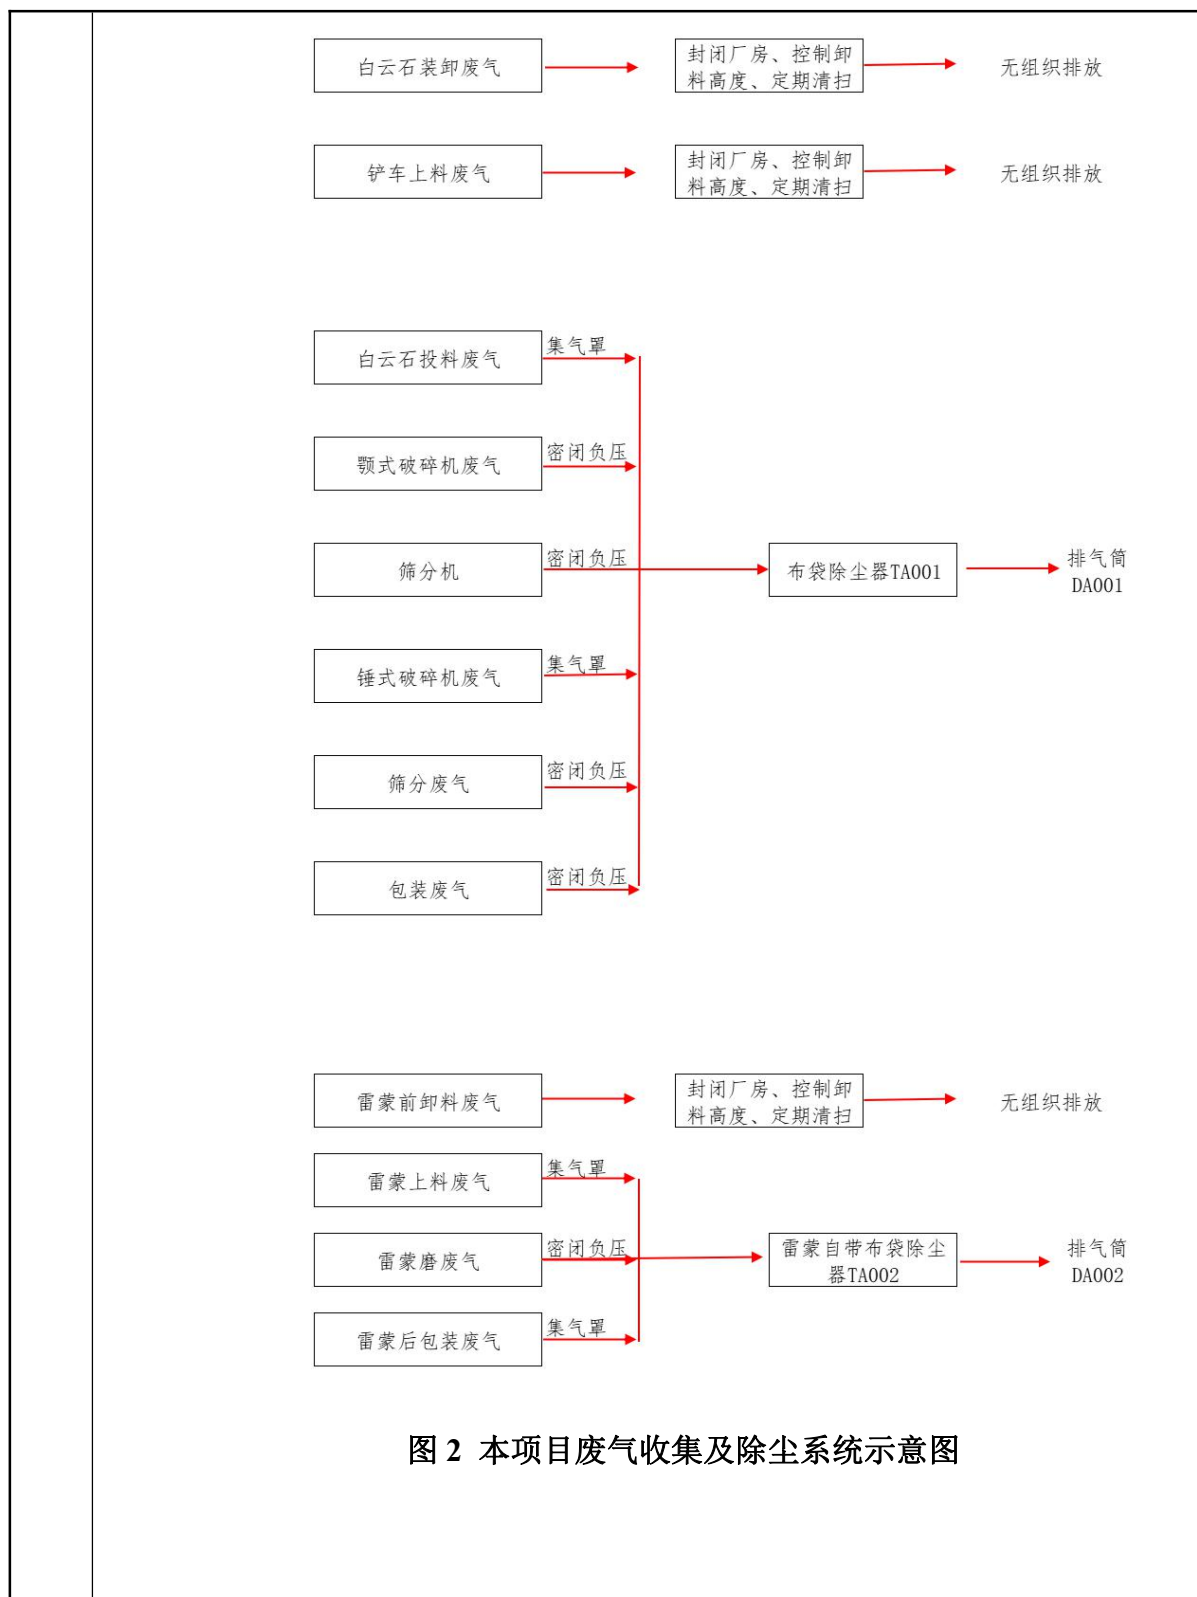 白云石装卸废气
封闭厂房、控制卸
料高度、定期清扫
无组织排放
铲车上料废气
封闭厂房、控制卸
料高度、定期清扫
无组织排放
白云石投料废气
集气罩
颚式破碎机废气
密闭负压
筛分机
密闭负压
布袋除尘器TA001
排气筒
DA001
锤式破碎机废气
集气罩
筛分废气
密闭负压
包装废气
密闭负压
雷蒙前卸料废气
封闭厂房、控制卸
料高度、定期清扫
无组织排放
雷蒙上料废气
集气罩
雷蒙磨废气
密闭负压
雷蒙自带布袋除尘
器TA002
排气筒
DA002
雷蒙后包装废气
集气罩
图 2 本项目废气收集及除尘系统示意图